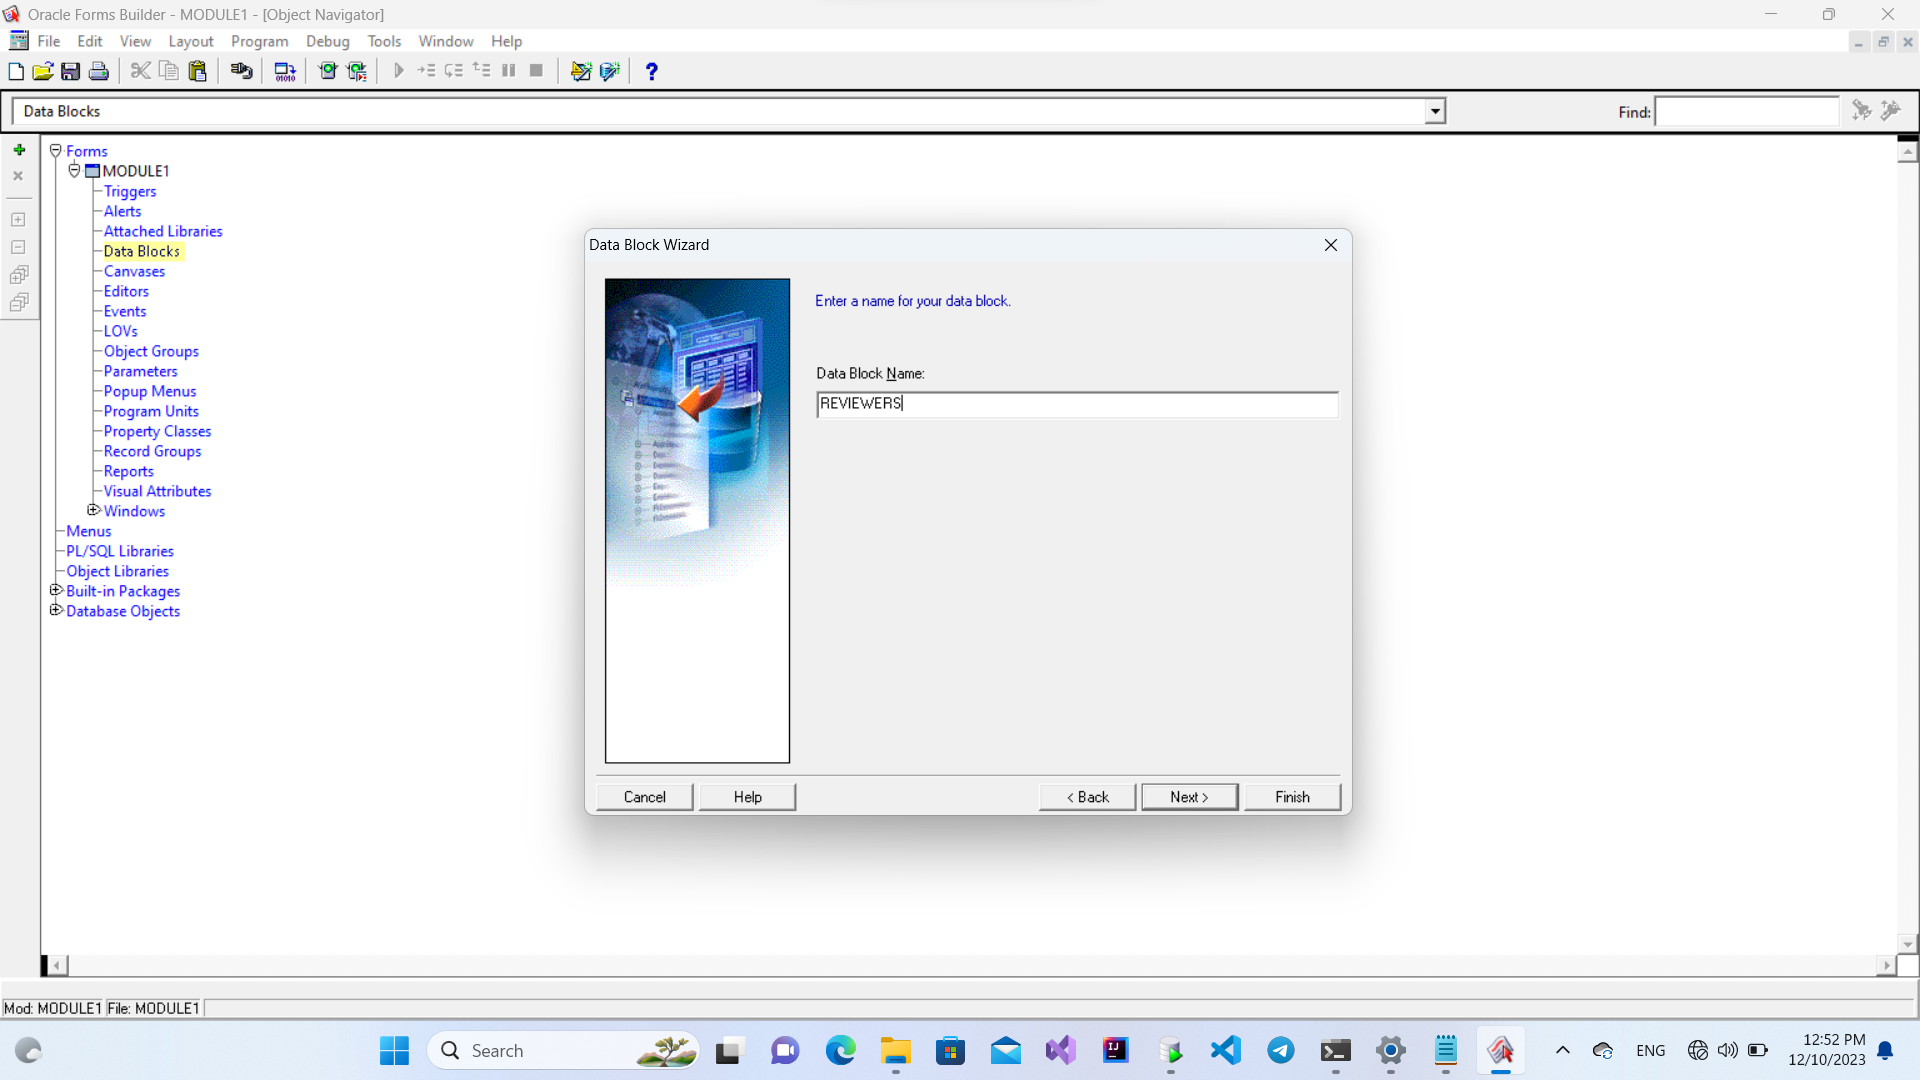 Oracle Forms Builder - MODULE1 - [Object Navigator]
File Edit View Layout Program Debug Tools Window Help
Data Blocks
Find:
Forms
MODULE1
Triggers
Alerts
Attached Libraries
Data Blocks
Canvases
Editors
Events
LOVs
Object Groups
Parameters
Popup Menus
Program Units
Property Classes
Record Groups
Reports
Visual Attributes
Windows
Menus
PL/SQL Libraries
Object Libraries
Built-in Packages
Database Objects
Data Block Wizard
Enter a name for your data block.
Data Block Name:
REVIEWERS
Cancel Help < Back Next > Finish
Mod: MODULE1 File: MODULE1
Search
ENG
12:52 PM
12/10/2023